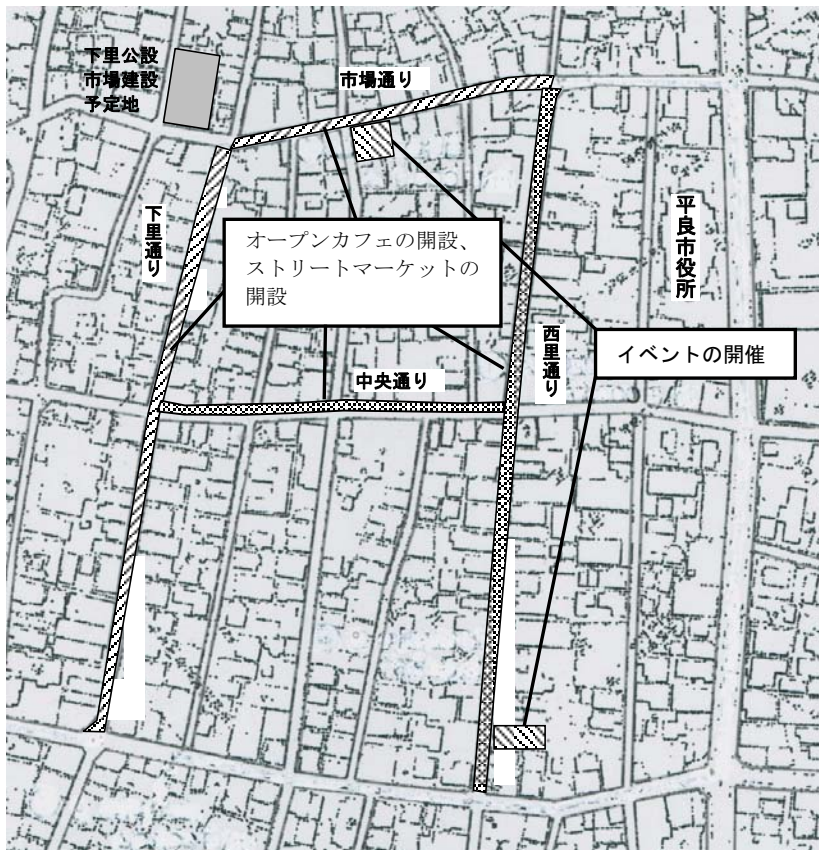 下里公設
市場建設
予定地
市場通り
下里通り
平良市役所
オープンカフェの開設、
ストリートマーケットの
開設
西里通り
イベントの開催
中央通り